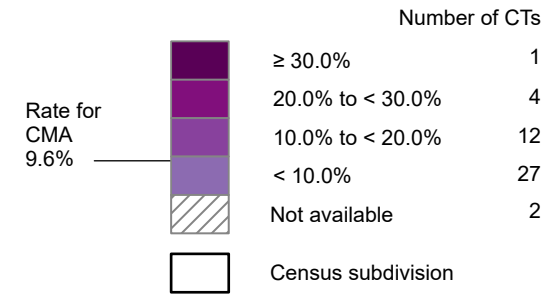 Number of CTs
≥ 30.0% 1
20.0% to < 30.0% 4
Rate for
CMA
9.6%
10.0% to < 20.0% 12
< 10.0% 27
Not available 2
Census subdivision